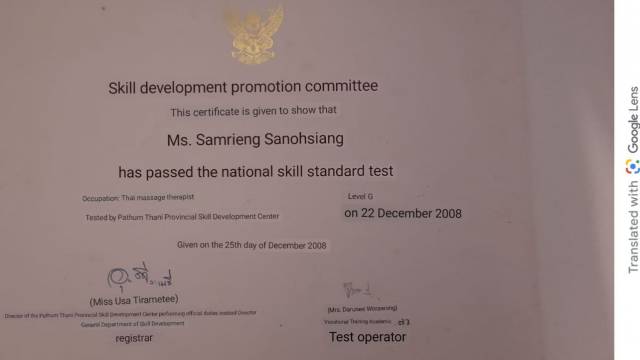 Skill development promotion committee
This certificate is given to show that
Ms. Samrieng Sanohsiang
has passed the national skill standard test
Occupation: Thai massage therapist
Level G
Tested by Pathum Thani Provincial Skill Development Center
on 22 December 2008
Given on the 25th day of December 2008
(Miss Usa Tirametee)
(Mrs. Darunee Worawong)
Director of the Pathum Thani Provincial Skill Development Center performing official duties instead Director
Vocational Training Academic
General Department of Skill Development
registrar
Test operator
Translated with Google Lens